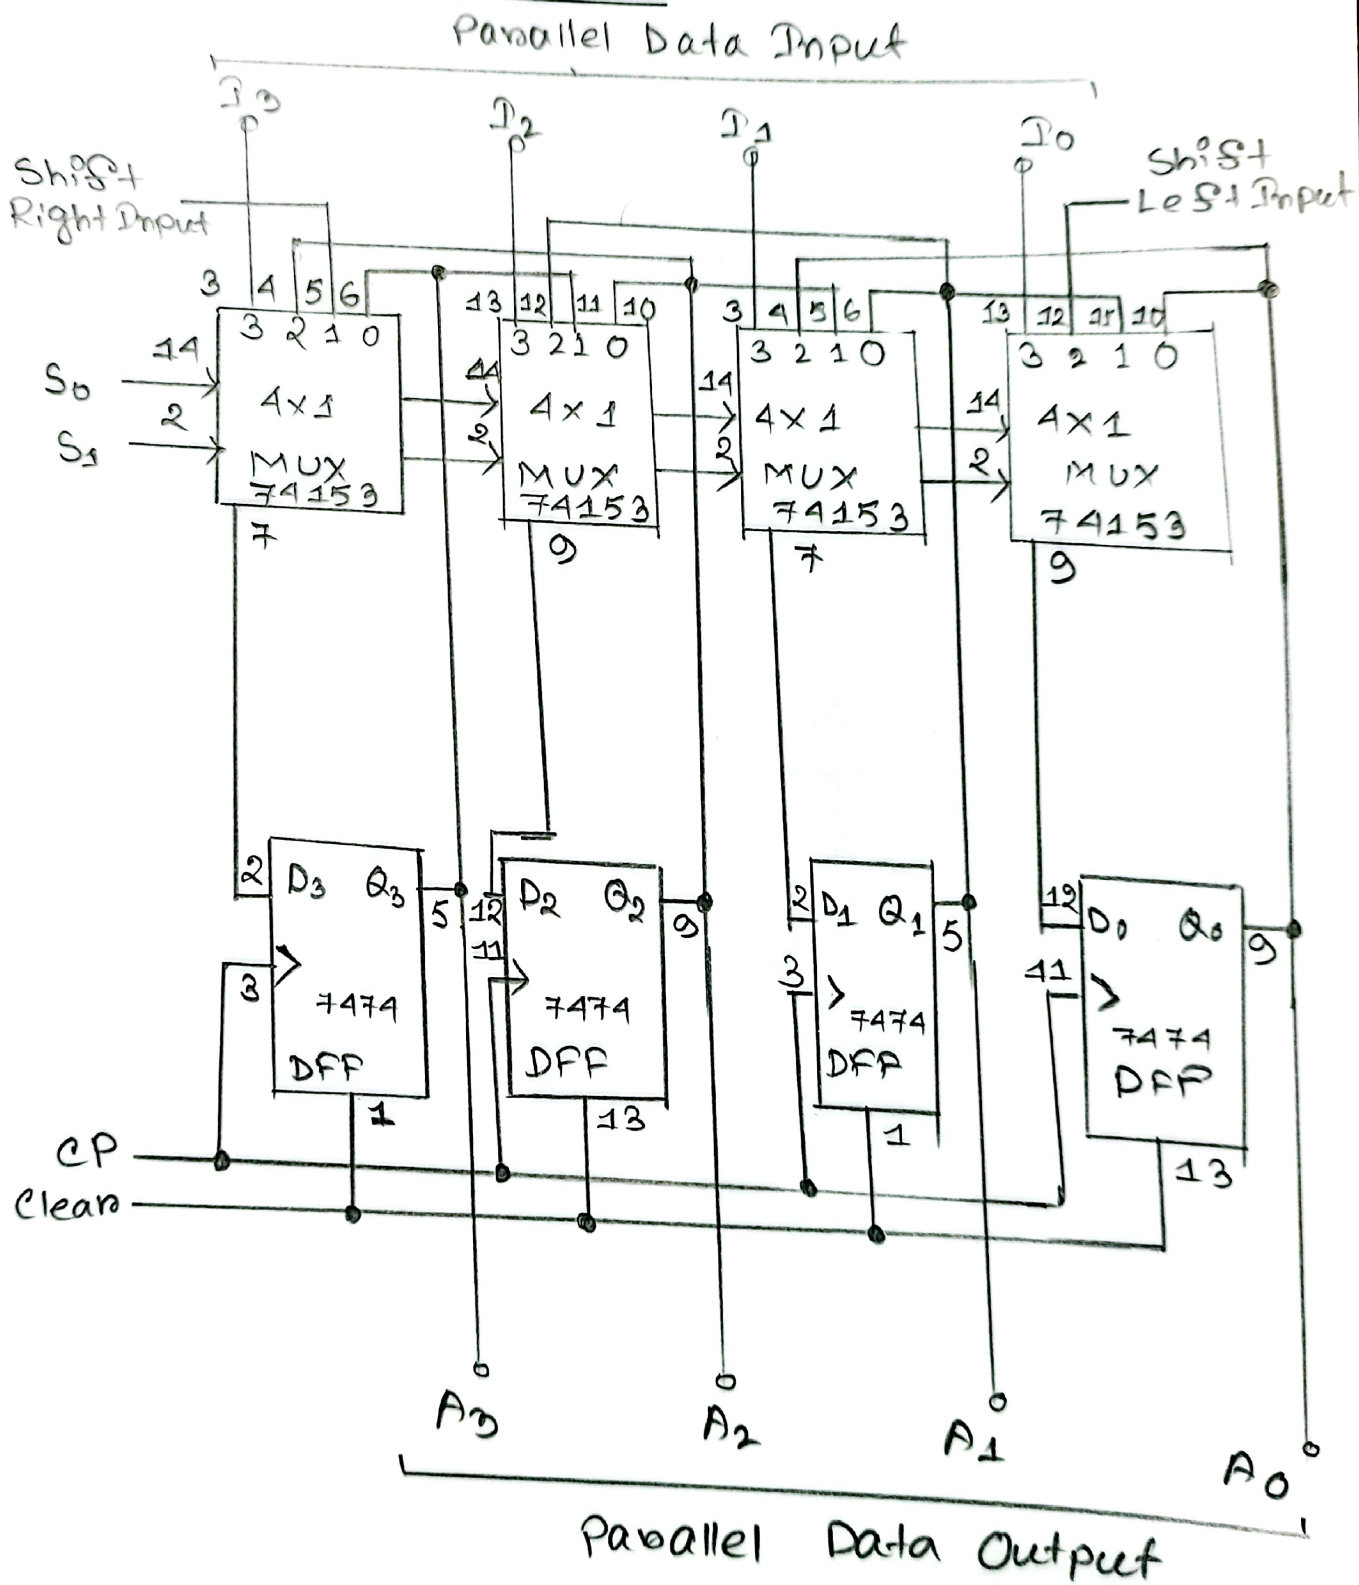 Parallel Data Input
I3 I2 I1 I0
Shift
Right Input
Shift
Left Input
3 4 5 6 13 12 11 10 3 4 5 6 13 12 11 10
3 2 1 0 3 2 1 0 3 2 1 0 3 2 1 0
S0 14 14 14 14
4x1 4x1 4x1 4x1
S1 2 2 2 2
MUX MUX MUX MUX
74153 74153 74153 74153
7 9 7 9
2 D3 Q3 5 12 D2 Q2 9 2 D1 Q1 5 12 D0 Q0 9
3 11 3 11
7474 7474 7474 7474
DFF DFF DFF DFF
1 13 1 13
CP
Clear
A3 A2 A1 A0
Parallel Data Output